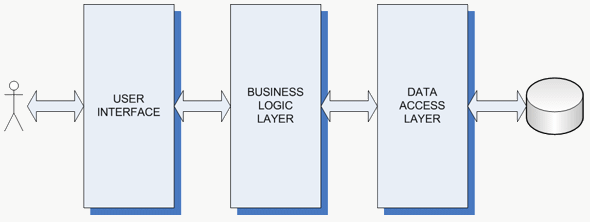 USER
INTERFACE
BUSINESS
LOGIC
LAYER
DATA
ACCESS
LAYER